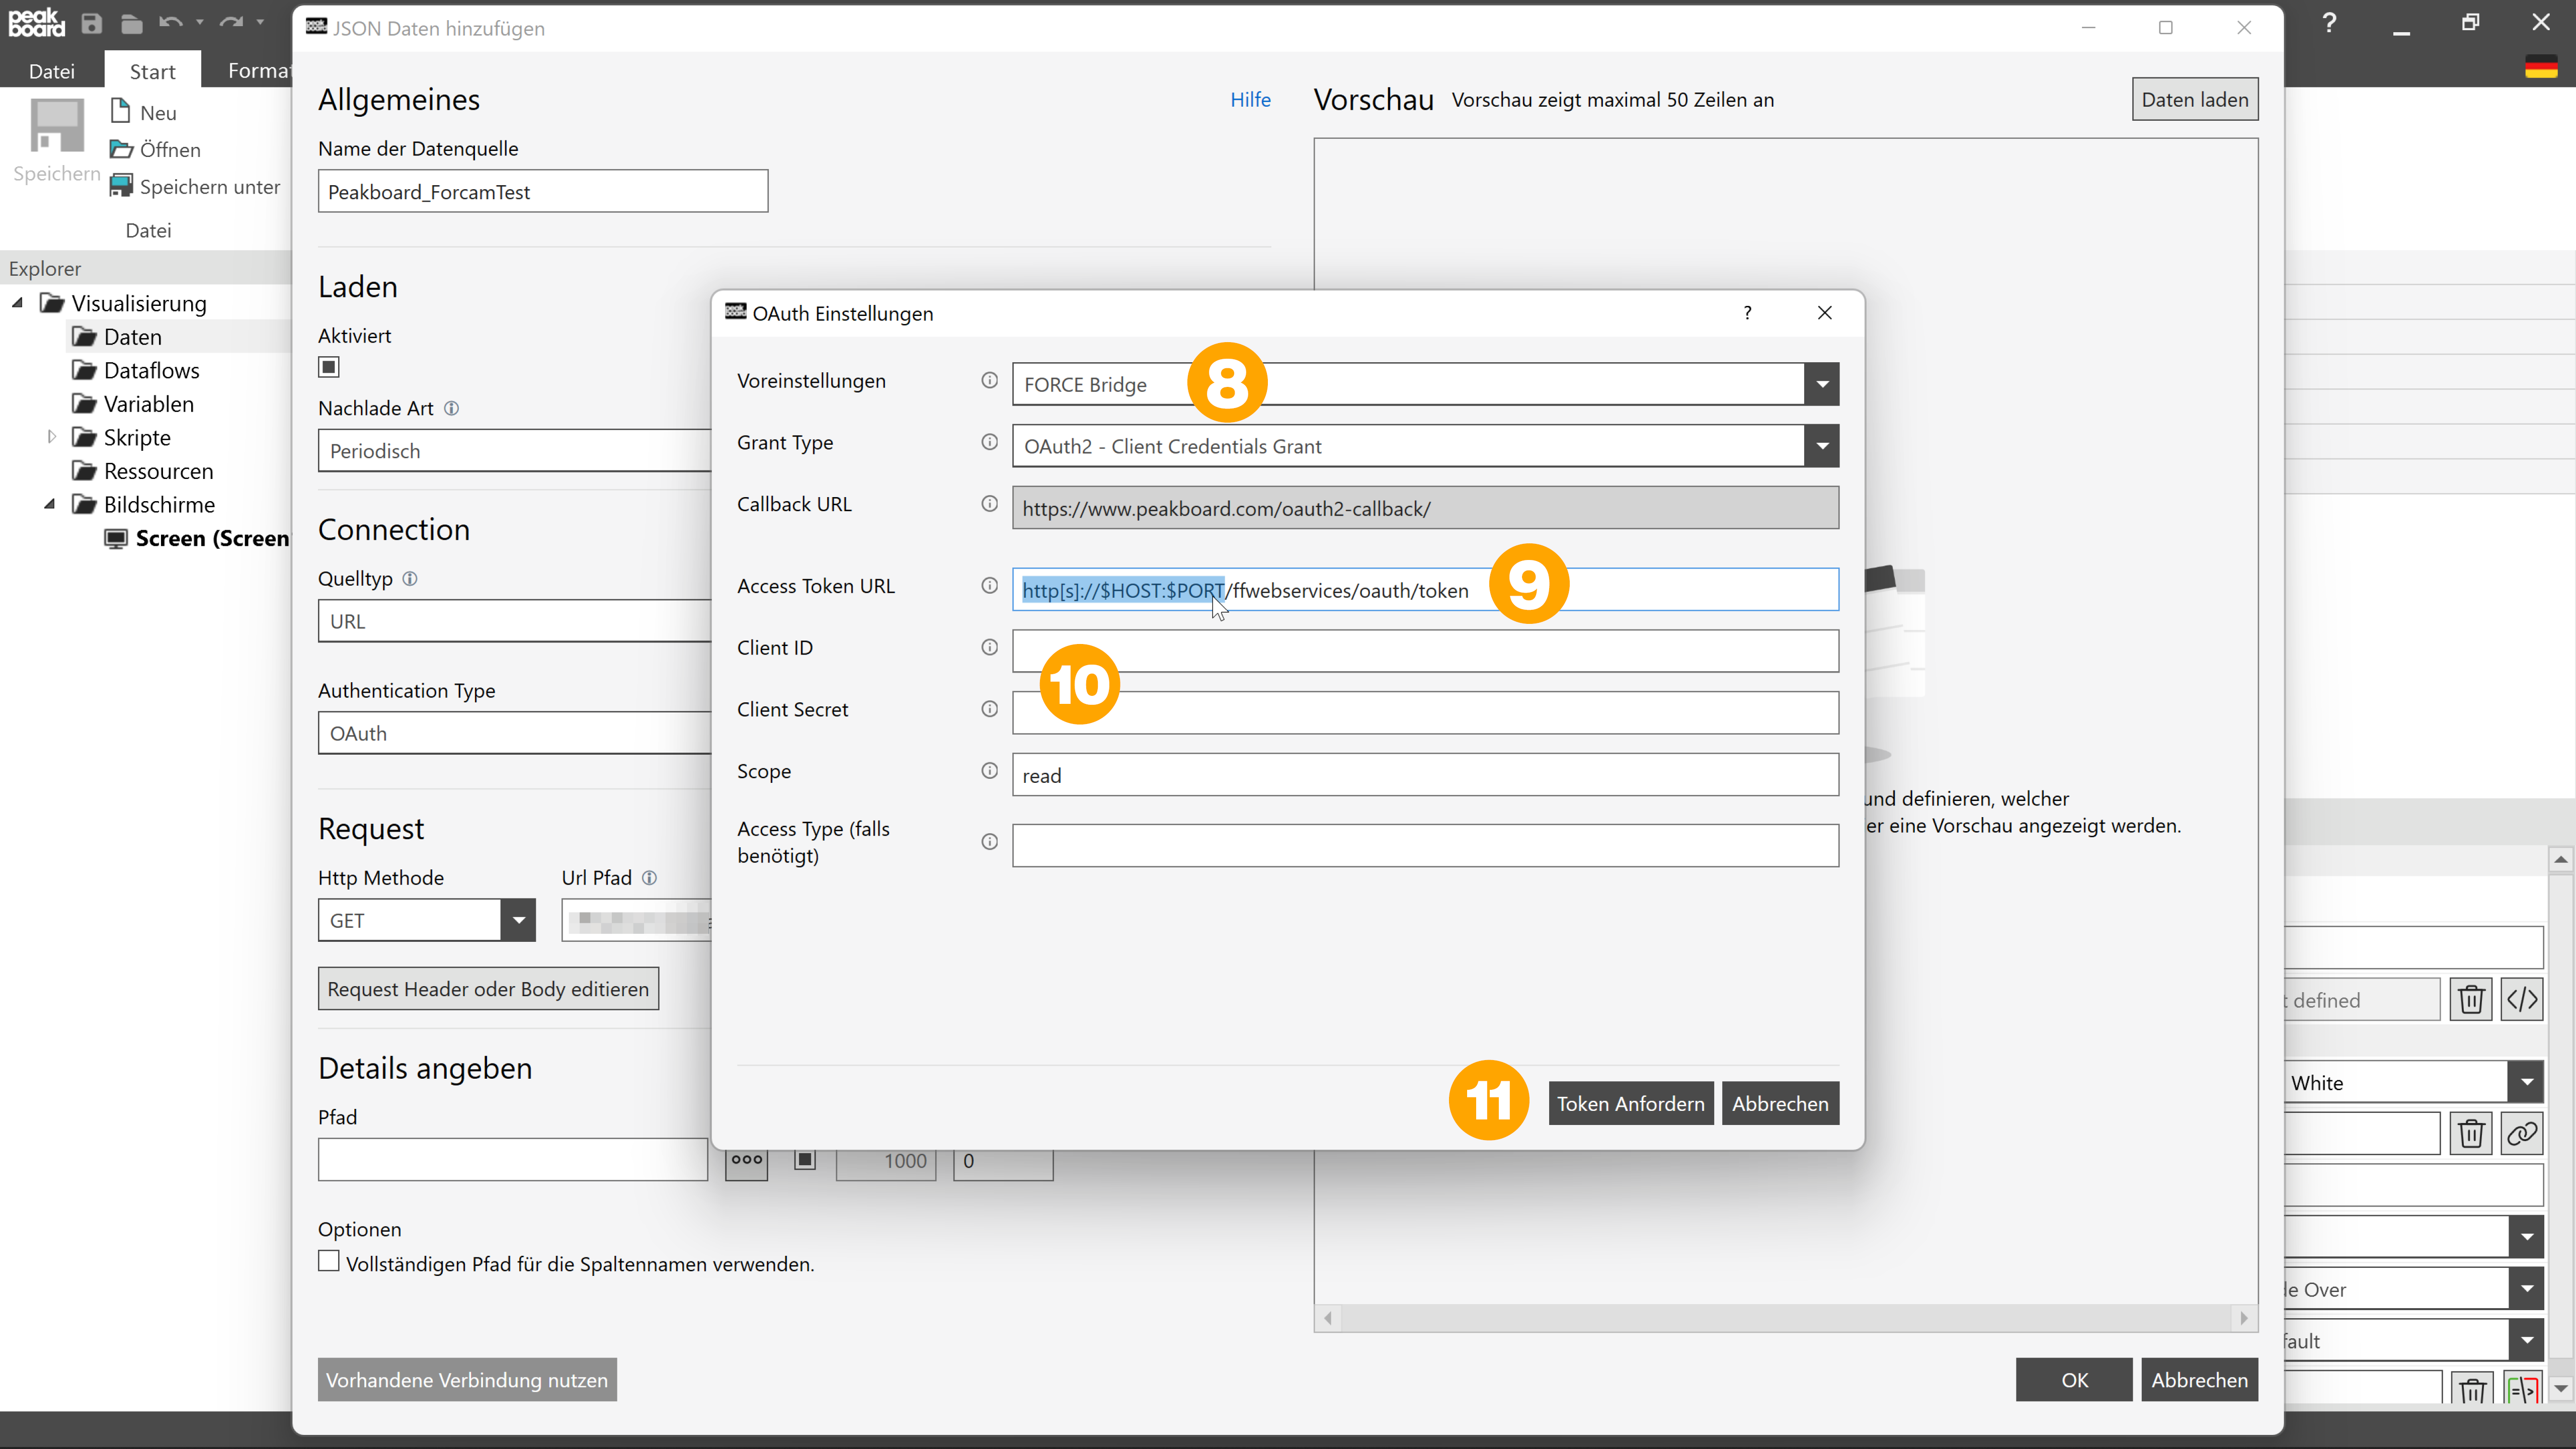 peak
board
Datei
Start
Format
Neu
Öffnen
Speichern
Speichern unter
Datei
Explorer
Visualisierung
Daten
Dataflows
Variablen
Skripte
Ressourcen
Bildschirme
Screen (Screen
JSON Daten hinzufügen
Allgemeines
Hilfe
Name der Datenquelle
Peakboard_ForcamTest
Laden
Aktiviert
Nachlade Art
Periodisch
Connection
Quelltyp
URL
Authentication Type
OAuth
Request
Http Methode
Url Pfad
GET
Request Header oder Body editieren
Details angeben
Pfad
1000
0
Optionen
Vollständigen Pfad für die Spaltennamen verwenden.
Vorhandene Verbindung nutzen
Vorschau
Vorschau zeigt maximal 50 Zeilen an
Daten laden
und definieren, welcher
er eine Vorschau angezeigt werden.
OK
Abbrechen
OAuth Einstellungen
?
Voreinstellungen
FORCE Bridge
8
Grant Type
OAuth2 - Client Credentials Grant
Callback URL
https://www.peakboard.com/oauth2-callback/
Access Token URL
http[s]://$HOST:$PORT/ffwebservices/oauth/token
9
Client ID
10
Client Secret
Scope
read
Access Type (falls
benötigt)
11
Token Anfordern
Abbrechen
?
defined
White
le Over
fault